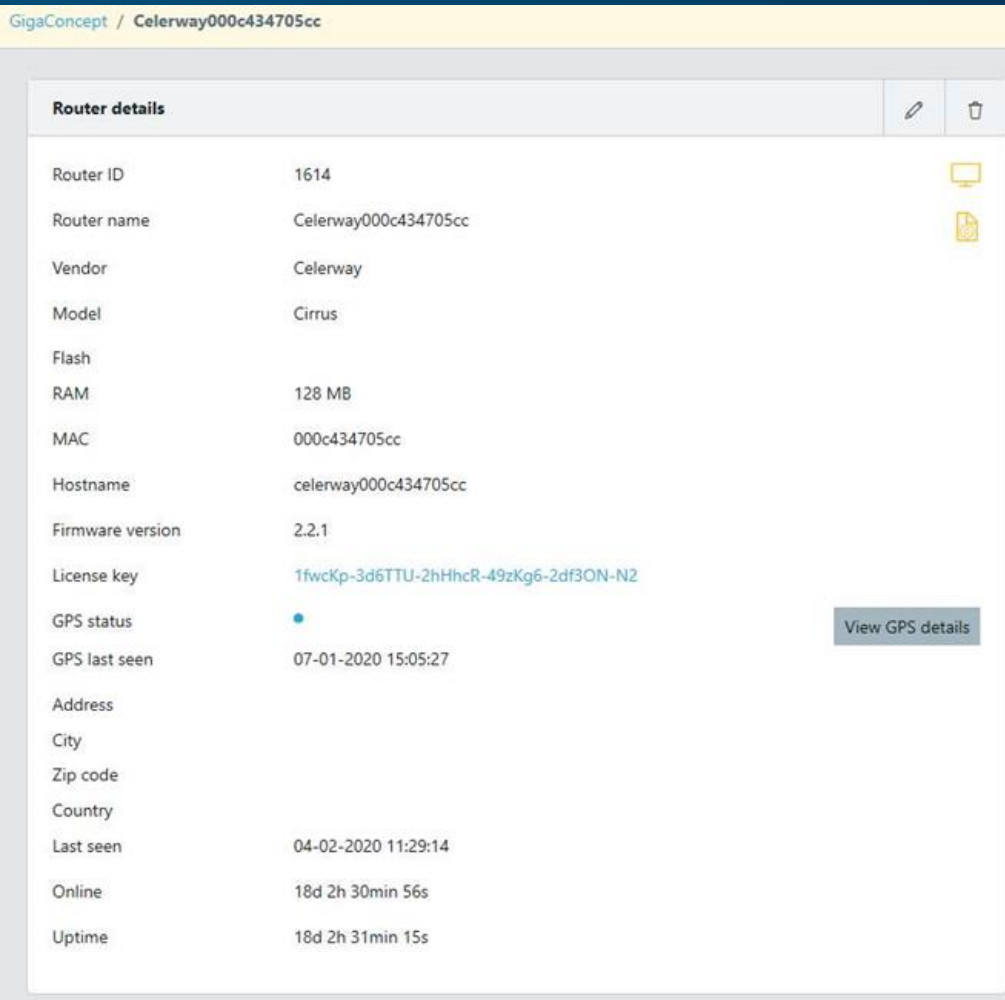 GigaConcept / Celerway000c434705cc
Router details
Router ID 1614
Router name Celerway000c434705cc
Vendor Celerway
Model Cirrus
Flash
RAM 128 MB
MAC 000c434705cc
Hostname celerway000c434705cc
Firmware version 2.2.1
License key 1fwcKp-3d6TTU-2hHhcR-49zKg6-2df3ON-N2
GPS status View GPS details
GPS last seen 07-01-2020 15:05:27
Address
City
Zip code
Country
Last seen 04-02-2020 11:29:14
Online 18d 2h 30min 56s
Uptime 18d 2h 31min 15s